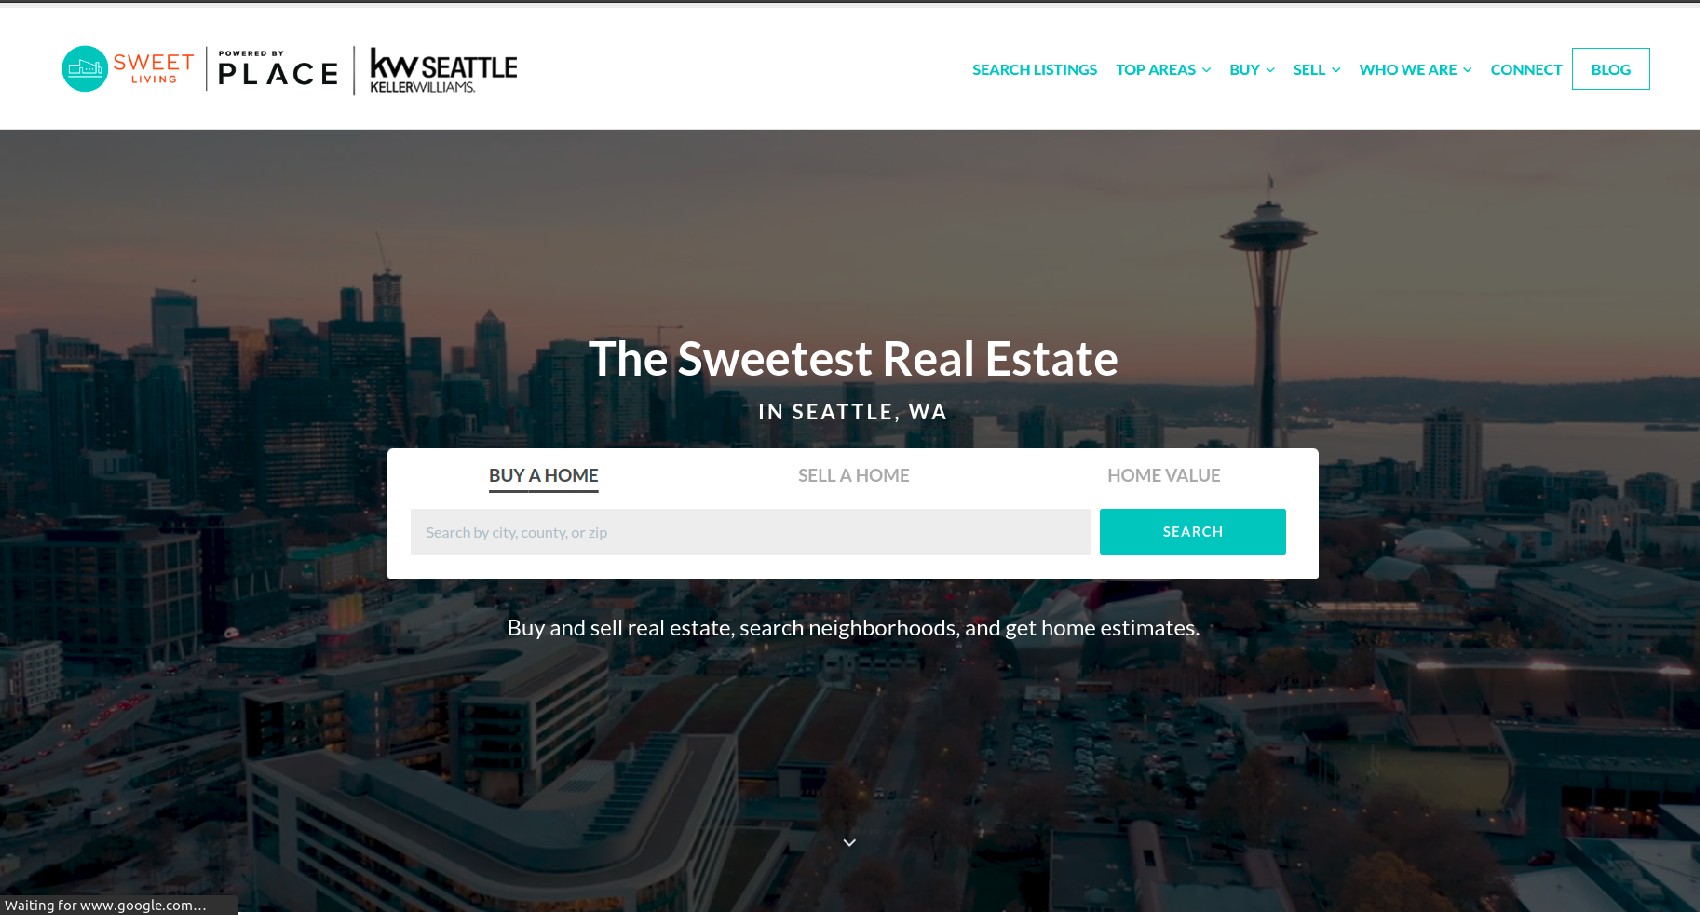 SWEET
LIVING
POWERED BY
PLACE
kw SEATTLE
KELLERWILLIAMS.
SEARCH LISTINGS TOP AREAS BUY SELL WHO WE ARE CONNECT BLOG
The Sweetest Real Estate
IN SEATTLE, WA
BUY A HOME SELL A HOME HOME VALUE
Search by city, county, or zip SEARCH
Buy and sell real estate, search neighborhoods, and get home estimates.
Waiting for www.google.com...